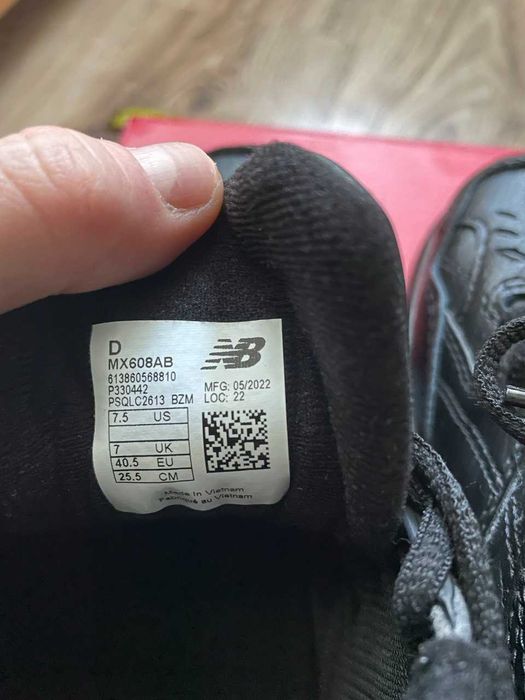 D
MX608AB
613860568810
P330442
PSQLC2613 BZM
7.5 US
7 UK
40.5 EU
25.5 CM
NB
MFG: 05/2022
LOC: 22
Made in Vietnam
Fabriqué au Vietnam